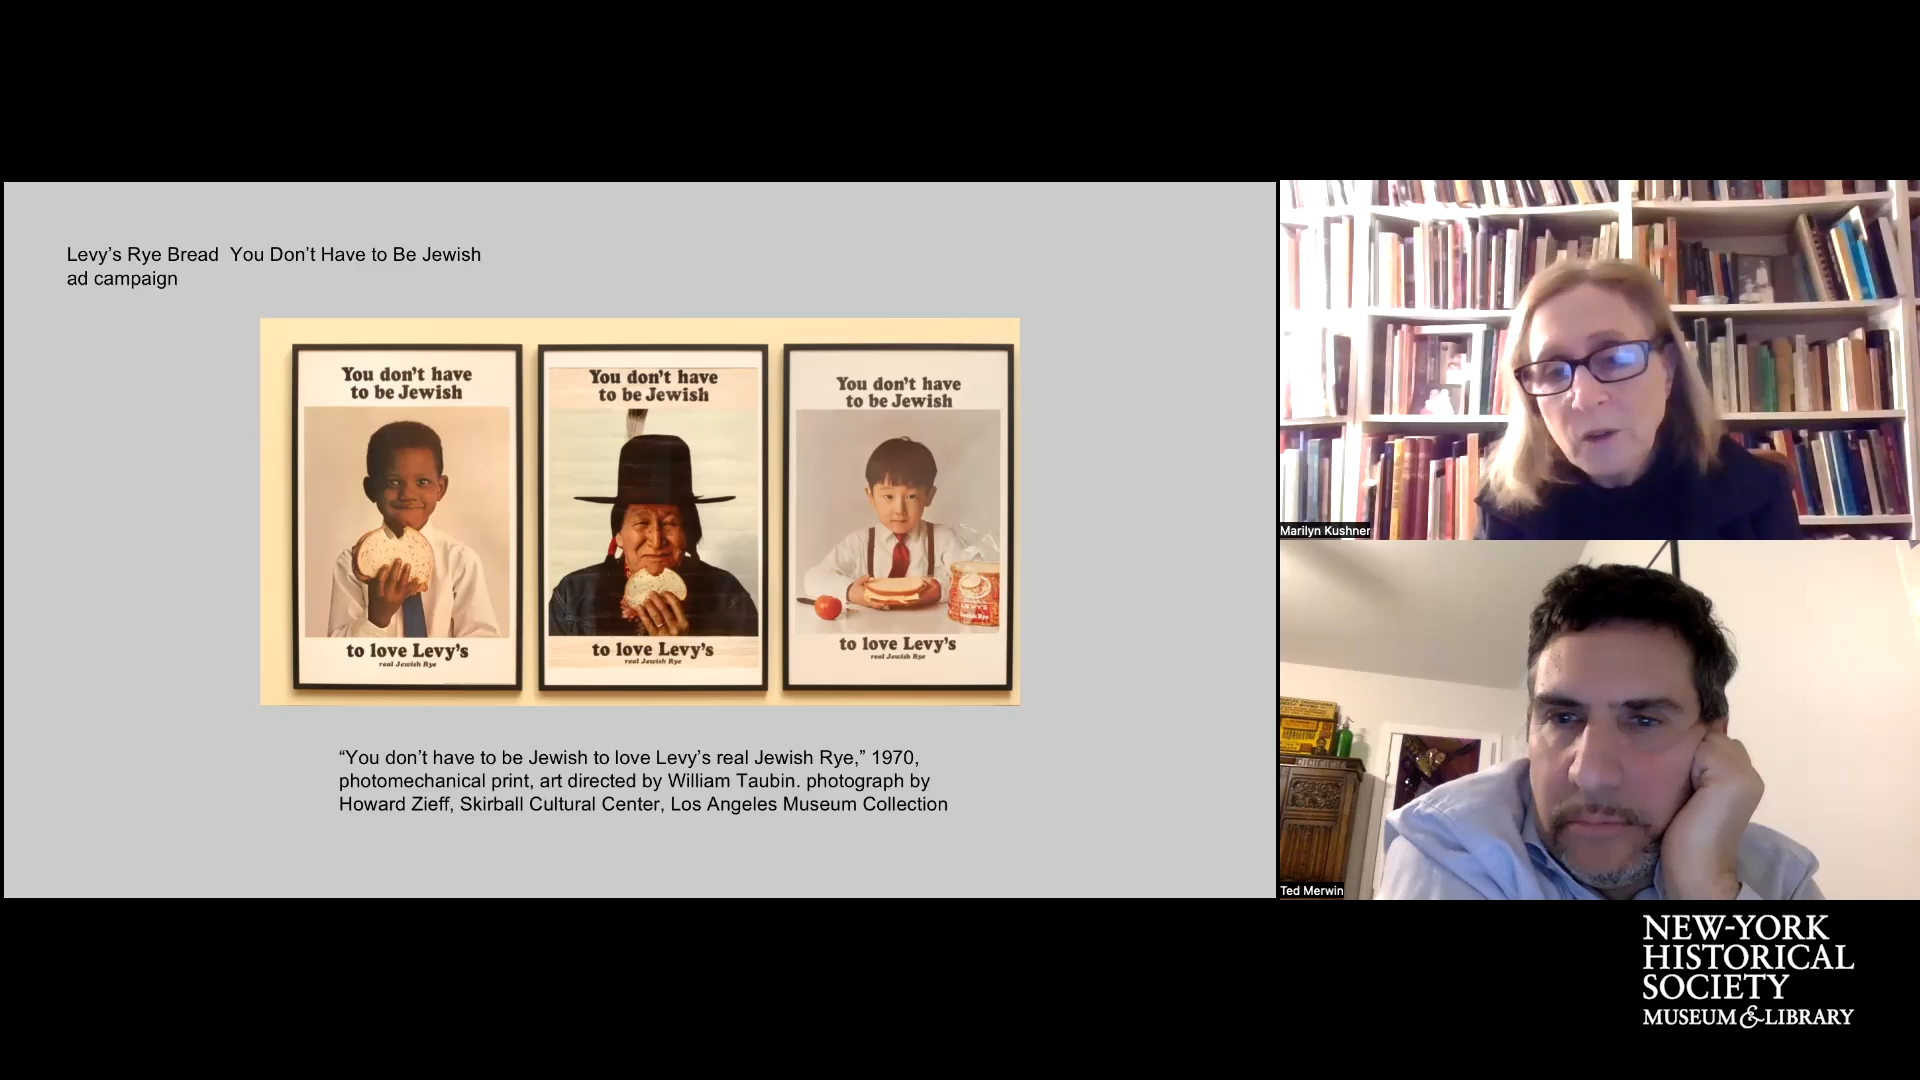 Levy's Rye Bread  You Don't Have to Be Jewish
ad campaign
You don't have
to be Jewish
to love Levy's
real Jewish Rye
You don't have
to be Jewish
to love Levy's
real Jewish Rye
You don't have
to be Jewish
LEVY'S
to love Levy's
real Jewish Rye
“You don't have to be Jewish to love Levy's real Jewish Rye,” 1970,
photomechanical print, art directed by William Taubin. photograph by
Howard Zieff, Skirball Cultural Center, Los Angeles Museum Collection
Marilyn Kushner
Ted Merwin
NEW-YORK
HISTORICAL
SOCIETY
MUSEUM & LIBRARY